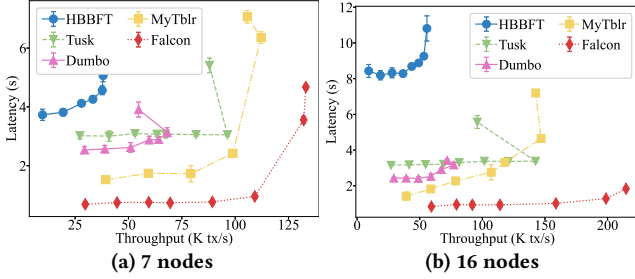 HBBFT
Tusk
Dumbo
MyTblr
Falcon
6
4
2
Latency (s)
25 50 75 100 125
Throughput (K tx/s)
(a) 7 nodes
HBBFT
Tusk
Dumbo
MyTblr
Falcon
12
10
8
6
4
2
Latency (s)
0 50 100 150 200
Throughput (K tx/s)
(b) 16 nodes